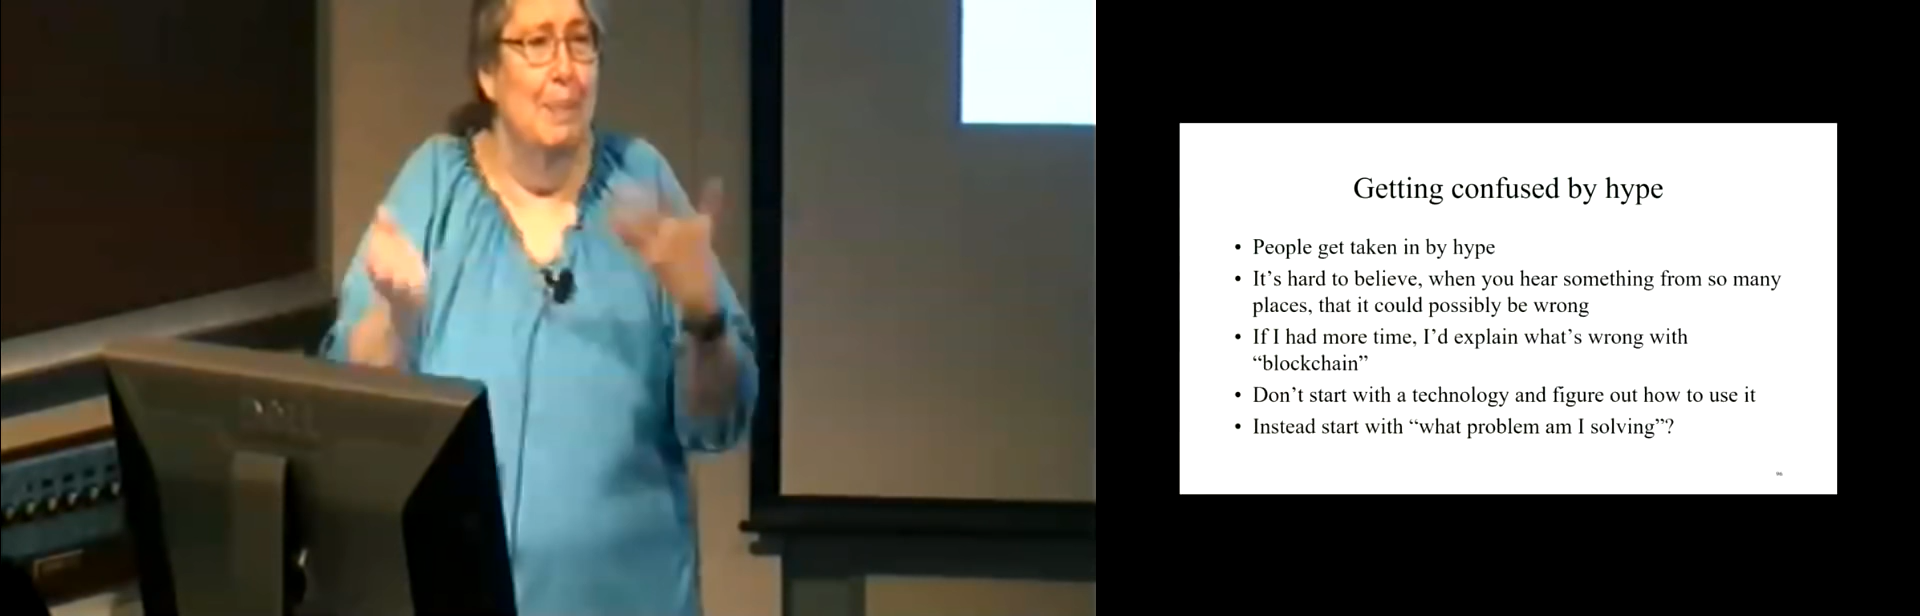 Getting confused by hype
• People get taken in by hype
• It's hard to believe, when you hear something from so many
places, that it could possibly be wrong
• If I had more time, I'd explain what's wrong with
“blockchain”
• Don't start with a technology and figure out how to use it
• Instead start with “what problem am I solving”?